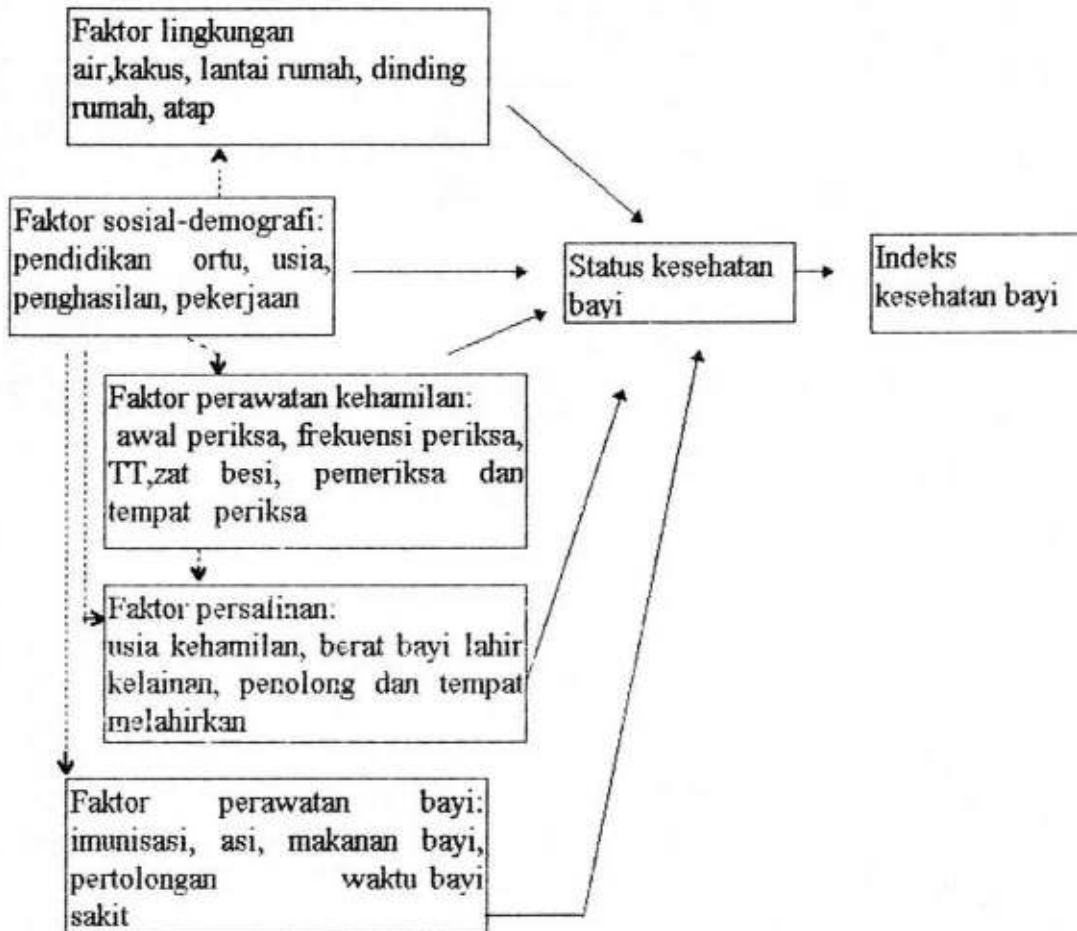 Faktor lingkungan
air,kakus, lantai rumah, dinding
rumah, atap
Faktor sosial-demografi:
pendidikan ortu, usia,
penghasilan, pekerjaan
Status kesehatan
bayi
Indeks
kesehatan bayi
Faktor perawatan kehamilan:
awal periksa, frekuensi periksa,
TT,zat besi, pemeriksa dan
tempat periksa
Faktor persalinan:
usia kehamilan, berat bayi lahir
kelainan, penolong dan tempat
melahirkan
Faktor perawatan bayi:
imunisasi, asi, makanan bayi,
pertolongan waktu bayi
sakit